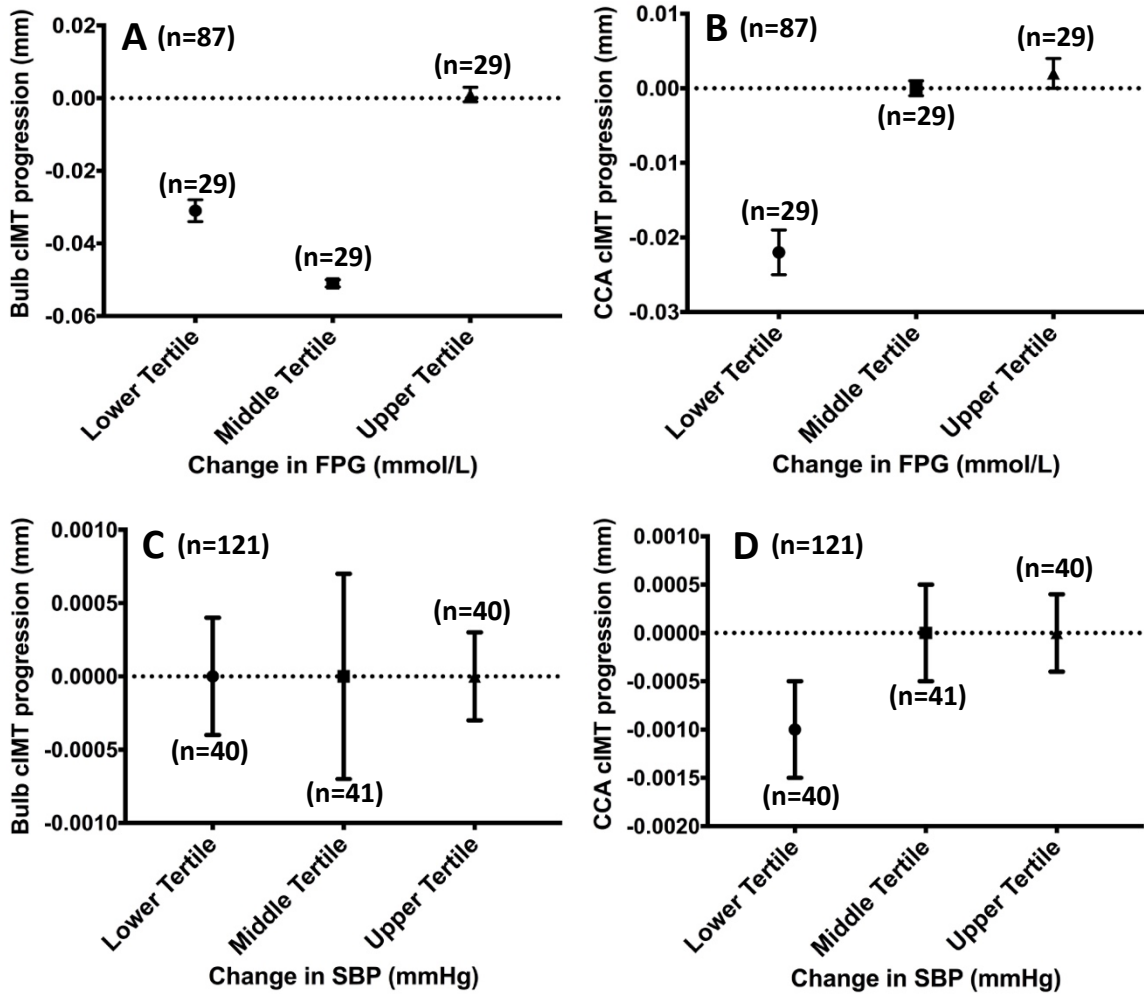 A (n=87)
Bulb cIMT progression (mm)
0.02
0.00
-0.02
-0.04
-0.06
(n=29)
(n=29)
(n=29)
Lower Tertile
Middle Tertile
Upper Tertile
Change in FPG (mmol/L)
B (n=87)
CCA cIMT progression (mm)
0.01
0.00
-0.01
-0.02
-0.03
(n=29)
(n=29)
(n=29)
Lower Tertile
Middle Tertile
Upper Tertile
Change in FPG (mmol/L)
C (n=121)
Bulb cIMT progression (mm)
0.0010
0.0005
0.0000
-0.0005
-0.0010
(n=40)
(n=41)
(n=40)
Lower Tertile
Middle Tertile
Upper Tertile
Change in SBP (mmHg)
D (n=121)
CCA cIMT progression (mm)
0.0010
0.0005
0.0000
-0.0005
-0.0010
-0.0015
-0.0020
(n=40)
(n=41)
(n=40)
Lower Tertile
Middle Tertile
Upper Tertile
Change in SBP (mmHg)